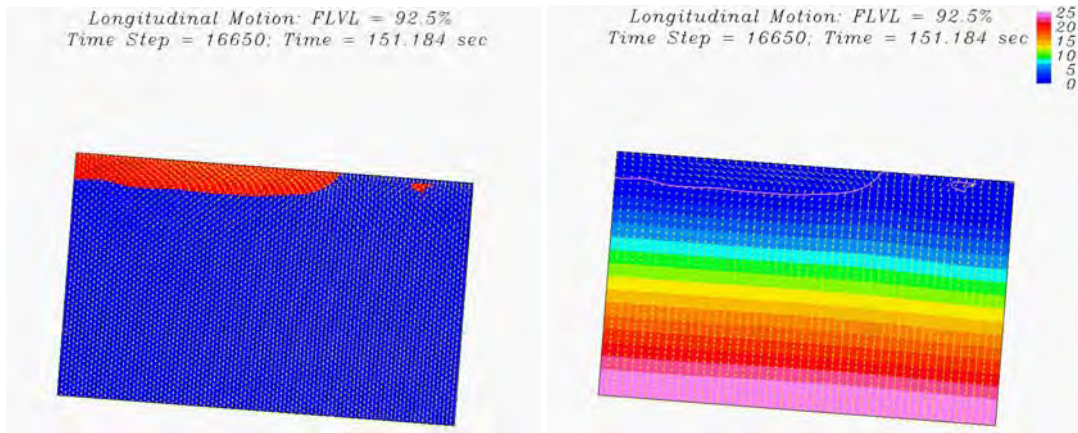 Longitudinal Motion: FLVL = 92.5%
Time Step = 16650; Time = 151.184 sec
Longitudinal Motion: FLVL = 92.5%
Time Step = 16650; Time = 151.184 sec
25
20
15
10
5
0